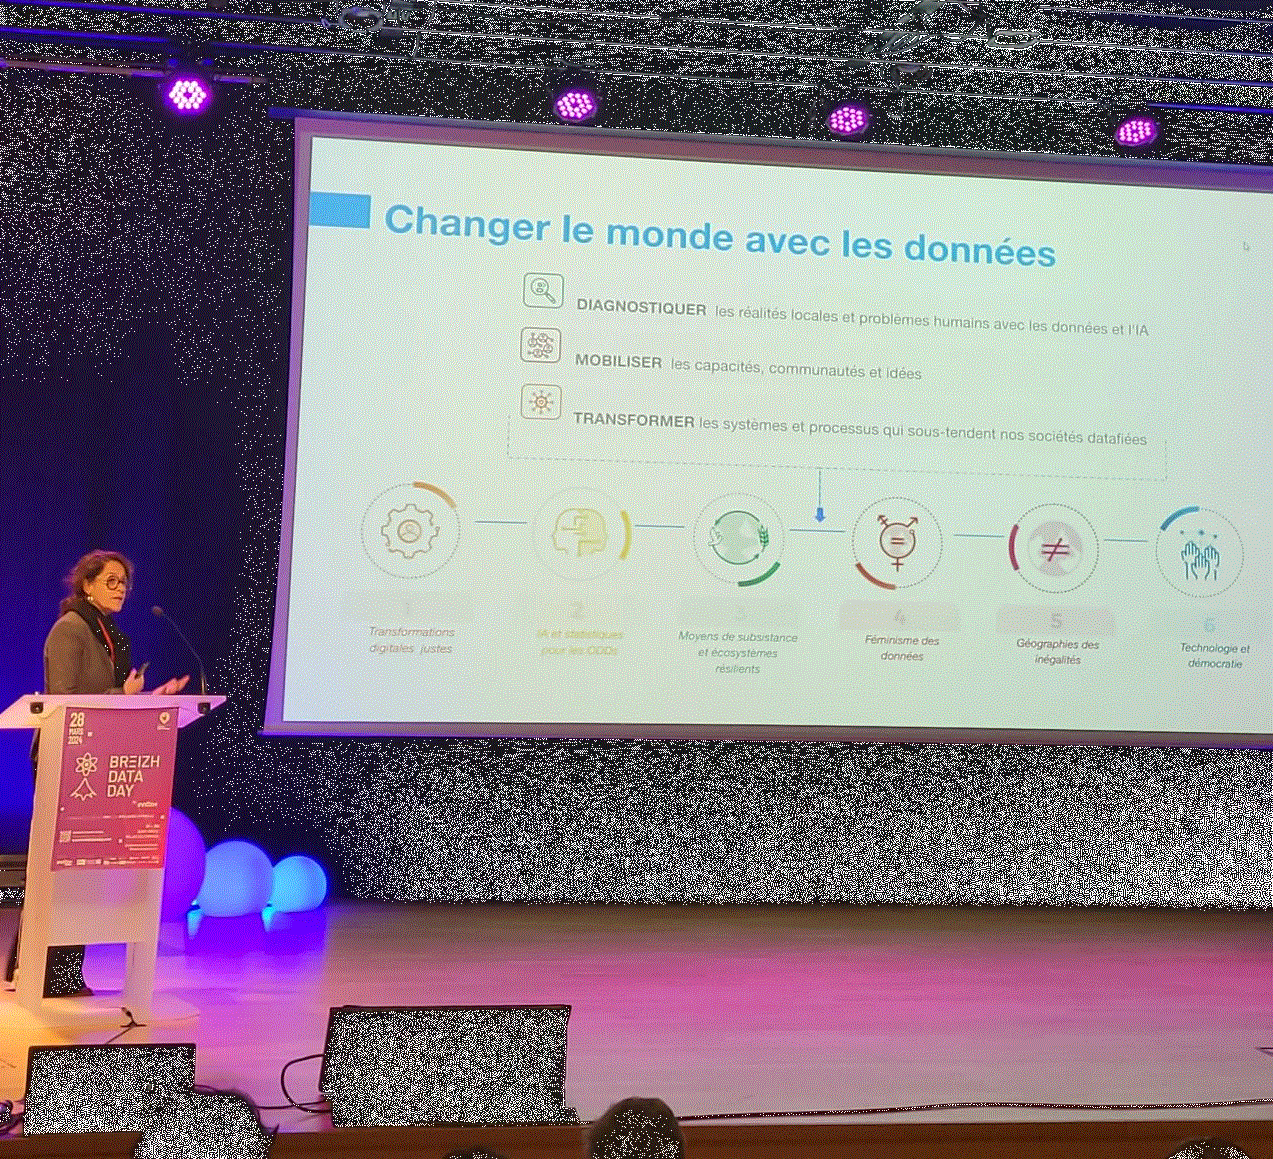 Changer le monde avec les données
DIAGNOSTIQUER les réalités locales et problèmes humains avec les données et l'IA
MOBILISER les capacités, communautés et idées
TRANSFORMER les systèmes et processus qui sous-tendent nos sociétés datafiées
1
2
3
4
5
6
Transformations
digitales justes
IA et statistiques
pour les ODDs
Moyens de subsistance
et écosystèmes
résilients
Féminisme des
données
Géographies des
inégalités
Technologie et
démocratie
28
MARS
2024
BREIZH
DATA
DAY